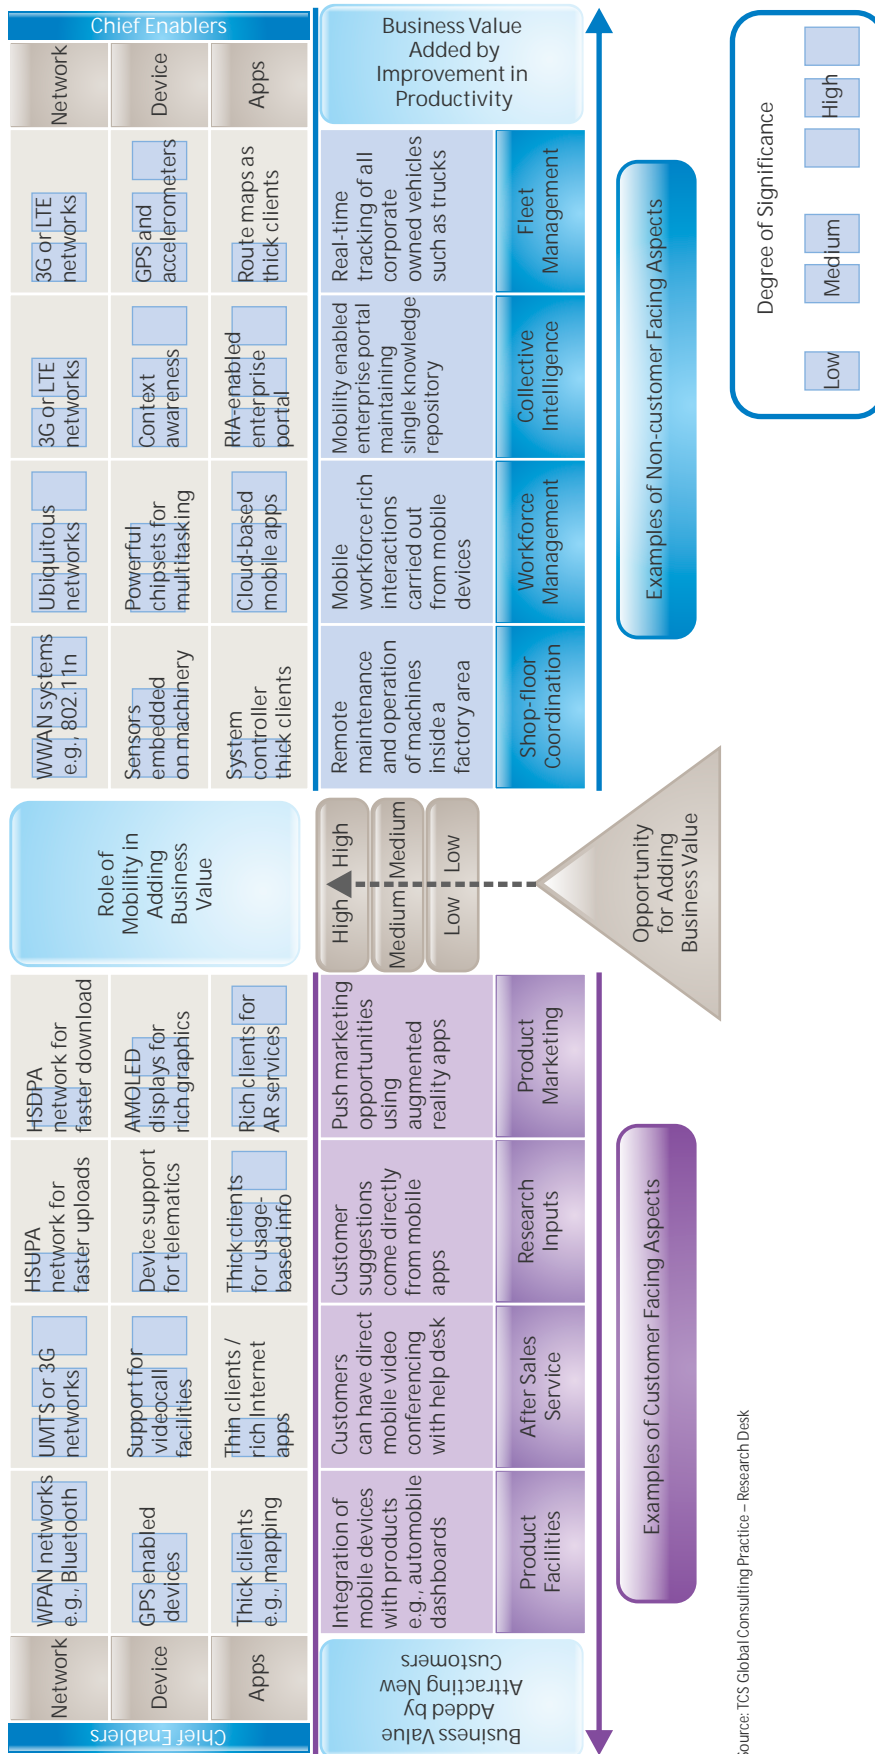 Chief Enablers
Network
WPAN networks
e.g., Bluetooth
UMTS or 3G
networks
HSUPA
network for
faster uploads
HSDPA
network for
faster download
Role of
Mobility in
Adding
Business
Value
WWAN systems
e.g., 802.11n
Ubiquitous
networks
3G or LTE
networks
3G or LTE
networks
Network
Chief Enablers
Device
GPS enabled
devices
Support for
videocall
facilities
Device support
for telematics
AMOLED
displays for
rich graphics
Sensors
embedded
on machinery
Powerful
chipsets for
multitasking
Context
awareness
GPS and
accelerometers
Device
Apps
Thick clients
e.g., mapping
Thin clients /
rich Internet
apps
Thick clients
for usage-
based info
Rich clients for
AR services
System
controller
thick clients
Cloud-based
mobile apps
RIA-enabled
enterprise
portal
Route maps as
thick clients
Apps
Business Value
Added by
Attracting New
Customers
Integration of
mobile devices
with products
e.g., automobile
dashboards
Customers
can have direct
mobile video
conferencing
with help desk
Customer
suggestions
come directly
from mobile
apps
Push marketing
opportunities
using
augmented
reality apps
High High
Medium Medium
Low Low
Remote
maintenance
and operation
of machines
inside a
factory area
Mobile
workforce rich
interactions
carried out
from mobile
devices
Mobility enabled
enterprise portal
maintaining
single knowledge
repository
Real-time
tracking of all
corporate
owned vehicles
such as trucks
Business Value
Added by
Improvement in
Productivity
Product
Facilities
After Sales
Service
Research
Inputs
Product
Marketing
Shop-floor
Coordination
Workforce
Management
Collective
Intelligence
Fleet
Management
Examples of Customer Facing Aspects
Opportunity
for Adding
Business Value
Examples of Non-customer Facing Aspects
Degree of Significance
Low Medium High
Source: TCS Global Consulting Practice – Research Desk